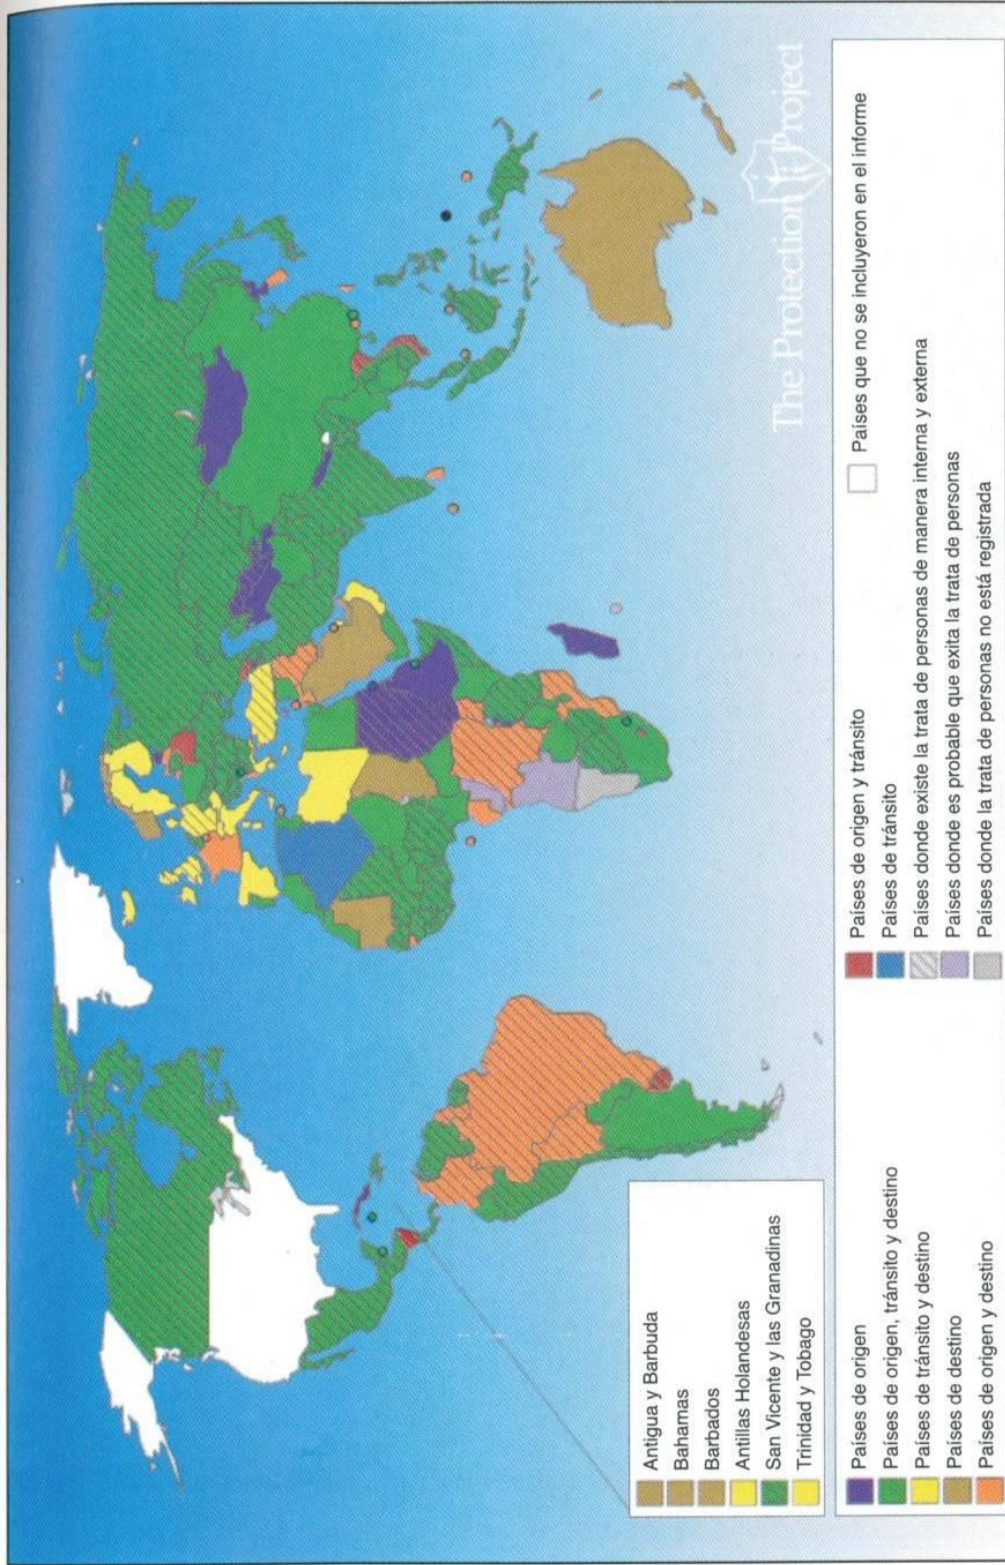 The Protection Project
Antigua y Barbuda
Bahamas
Barbados
Antillas Holandesas
San Vicente y las Granadinas
Trinidad y Tobago
Países de origen
Países de origen, tránsito y destino
Países de tránsito y destino
Países de destino
Países de origen y destino
Países de origen y tránsito
Países de tránsito
Países donde existe la trata de personas de manera interna y externa
Países donde es probable que exita la trata de personas
Países donde la trata de personas no está registrada
Países que no se incluyeron en el informe